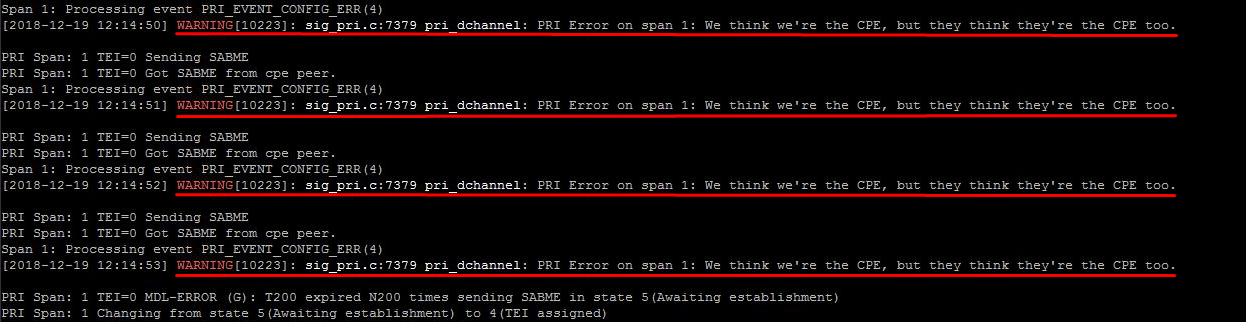 Span 1: Processing event PRI_EVENT_CONFIG_ERR(4)
[2018-12-19 12:14:50] WARNING[10223]: sig_pri.c:7379 pri_dchannel: PRI Error on span 1: We think we're the CPE, but they think they're the CPE too.
PRI Span: 1 TEI=0 Sending SABME
PRI Span: 1 TEI=0 Got SABME from cpe peer.
Span 1: Processing event PRI_EVENT_CONFIG_ERR(4)
[2018-12-19 12:14:51] WARNING[10223]: sig_pri.c:7379 pri_dchannel: PRI Error on span 1: We think we're the CPE, but they think they're the CPE too.
PRI Span: 1 TEI=0 Sending SABME
PRI Span: 1 TEI=0 Got SABME from cpe peer.
Span 1: Processing event PRI_EVENT_CONFIG_ERR(4)
[2018-12-19 12:14:52] WARNING[10223]: sig_pri.c:7379 pri_dchannel: PRI Error on span 1: We think we're the CPE, but they think they're the CPE too.
PRI Span: 1 TEI=0 Sending SABME
PRI Span: 1 TEI=0 Got SABME from cpe peer.
Span 1: Processing event PRI_EVENT_CONFIG_ERR(4)
[2018-12-19 12:14:53] WARNING[10223]: sig_pri.c:7379 pri_dchannel: PRI Error on span 1: We think we're the CPE, but they think they're the CPE too.
PRI Span: 1 TEI=0 MDL-ERROR (G): T200 expired N200 times sending SABME in state 5(Awaiting establishment)
PRI Span: 1 Changing from state 5(Awaiting establishment) to 4(TEI assigned)